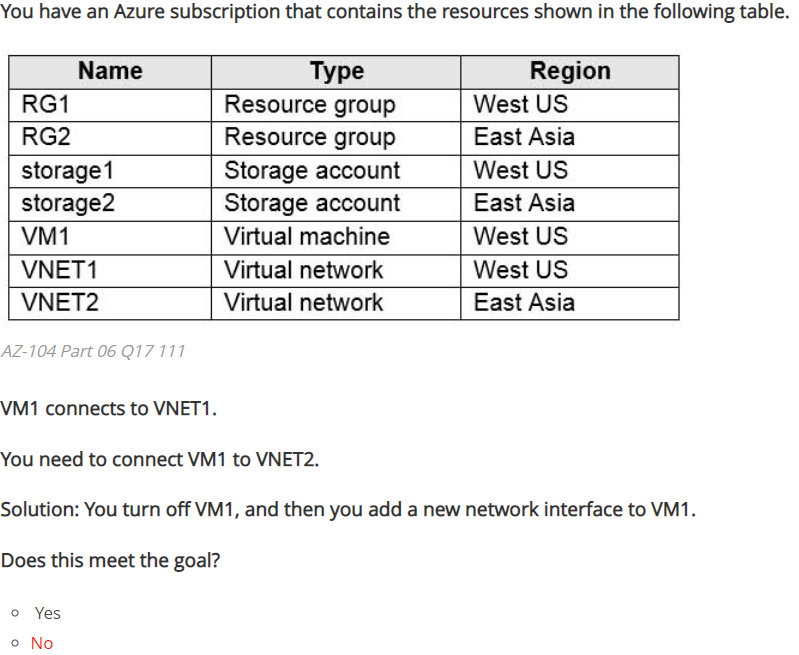 You have an Azure subscription that contains the resources shown in the following table.
Name Type Region
RG1 Resource group West US
RG2 Resource group East Asia
storage1 Storage account West US
storage2 Storage account East Asia
VM1 Virtual machine West US
VNET1 Virtual network West US
VNET2 Virtual network East Asia
AZ-104 Part 06 Q17 111
VM1 connects to VNET1.
You need to connect VM1 to VNET2.
Solution: You turn off VM1, and then you add a new network interface to VM1.
Does this meet the goal?
Yes
No